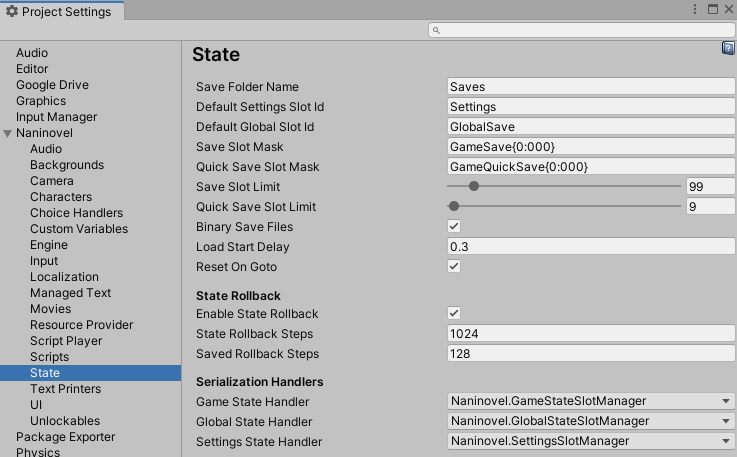 Project Settings
Audio
Editor
Google Drive
Graphics
Input Manager
Naninovel
Audio
Backgrounds
Camera
Characters
Choice Handlers
Custom Variables
Engine
Input
Localization
Managed Text
Movies
Resource Provider
Script Player
Scripts
State
Text Printers
UI
Unlockables
Package Exporter
Physics
State
Save Folder Name Saves
Default Settings Slot Id Settings
Default Global Slot Id GlobalSave
Save Slot Mask GameSave{0:000}
Quick Save Slot Mask GameQuickSave{0:000}
Save Slot Limit 99
Quick Save Slot Limit 9
Binary Save Files
Load Start Delay 0.3
Reset On Goto
State Rollback
Enable State Rollback
State Rollback Steps 1024
Saved Rollback Steps 128
Serialization Handlers
Game State Handler Naninovel.GameStateSlotManager
Global State Handler Naninovel.GlobalStateSlotManager
Settings State Handler Naninovel.SettingsSlotManager